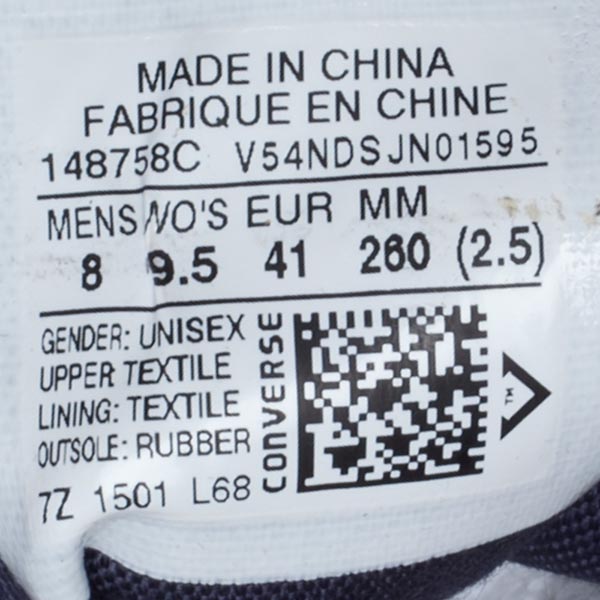 MADE IN CHINA
FABRIQUE EN CHINE
148758C V54NDSJN01595
MENS WO'S EUR MM
8 9.5 41 260 (2.5)
GENDER: UNISEX
UPPER TEXTILE
LINING: TEXTILE
OUTSOLE: RUBBER
7Z 1501 L68
CONVERSE
TM